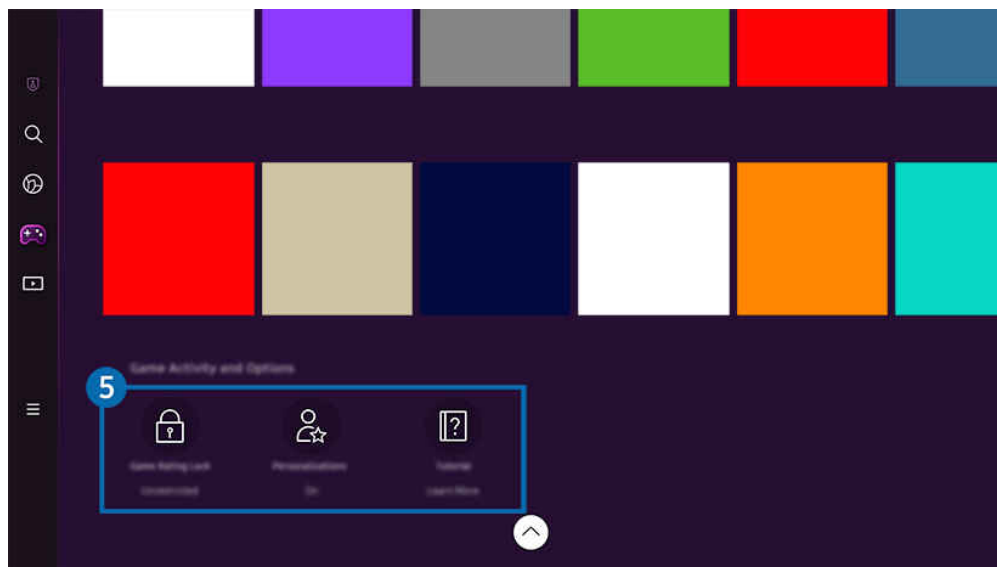 Game Activity and Options
5
Game Rating Lock
Personalizations
Tutorial
Unrestricted
On
Learn More